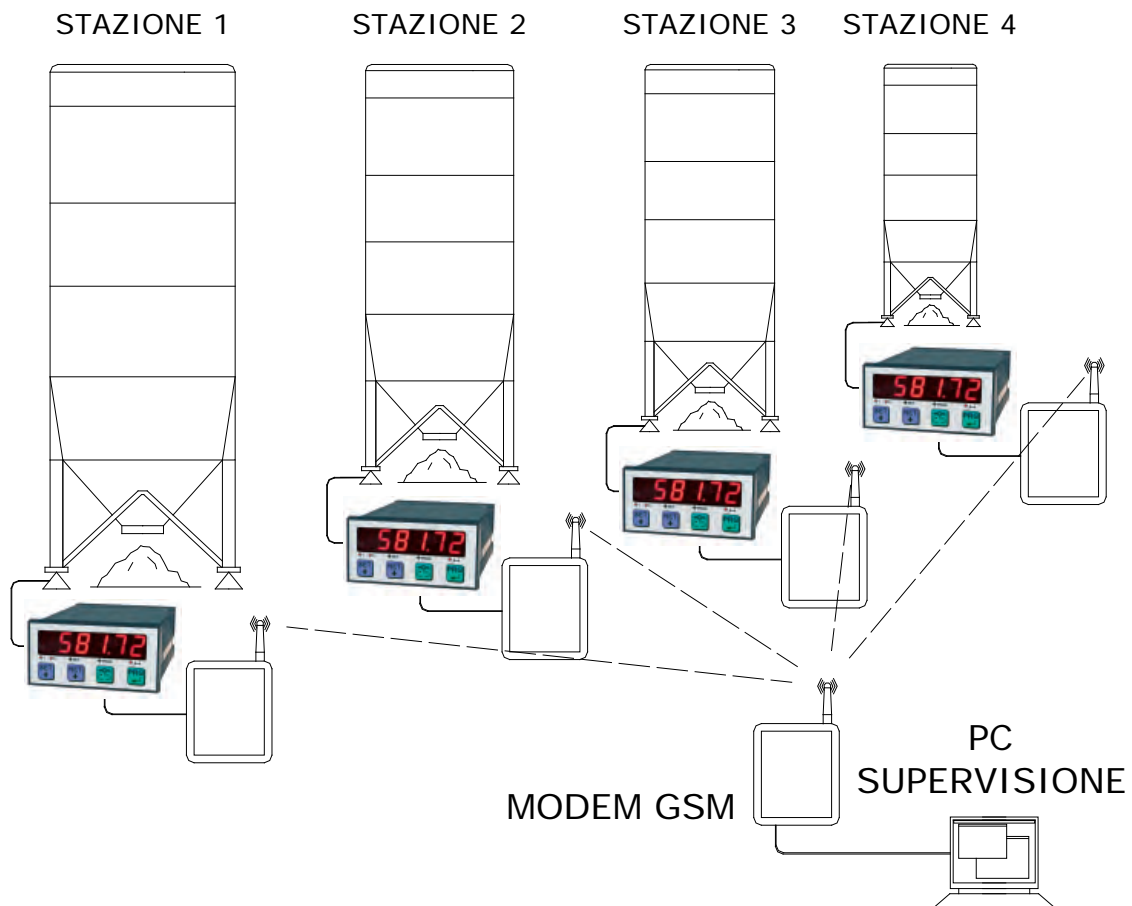 STAZIONE 1
STAZIONE 2
STAZIONE 3
STAZIONE 4
581.72
581.72
581.72
581.72
MODEM GSM
PC
SUPERVISIONE